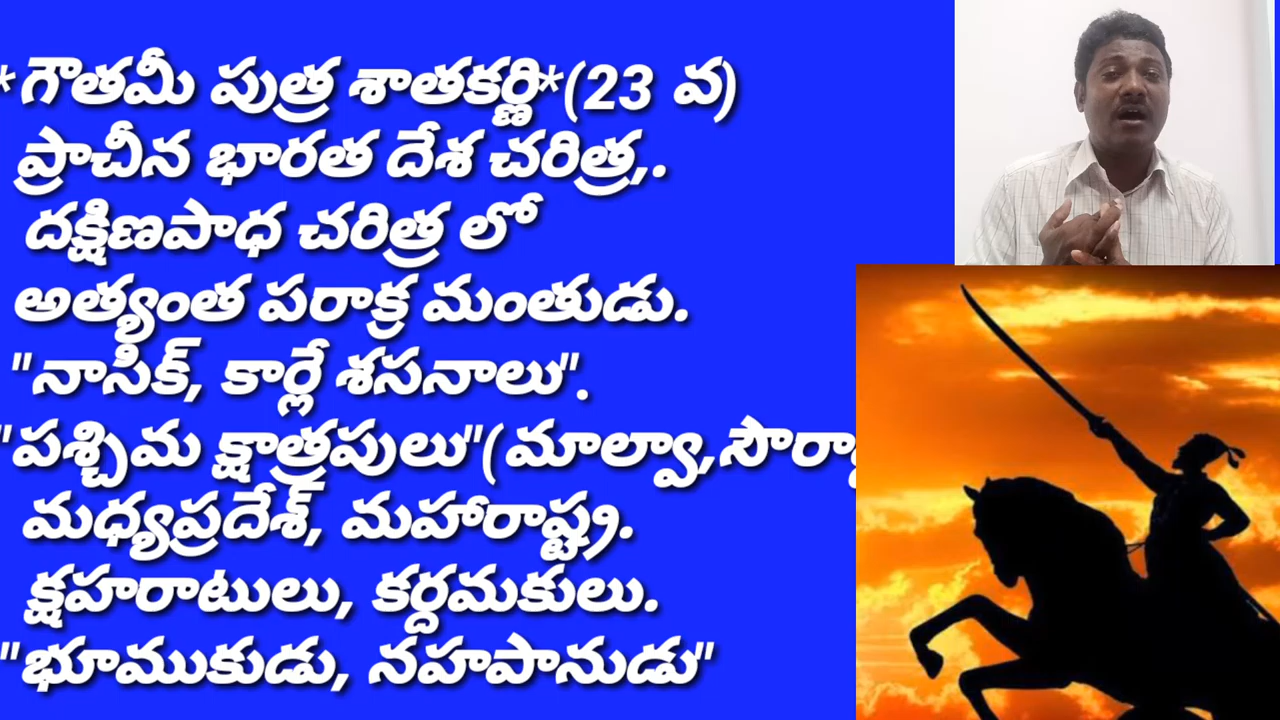 *గౌతమీ పుత్ర శాతకర్ణి*(23 వ)
ప్రాచీన భారత దేశ చరిత్ర,.
దక్షిణపాధ చరిత్ర లో
అత్యంత పరాక్ర మంతుడు.
"నాసిక్, కార్లే శసనాలు".
"పశ్చిమ క్షాత్రపులు"(మాల్వా,
మధ్యప్రదేశ్, మహారాష్ట్ర.
క్షహరాటులు, కర్దమకులు.
"భూముకుడు, నహపానుడు"